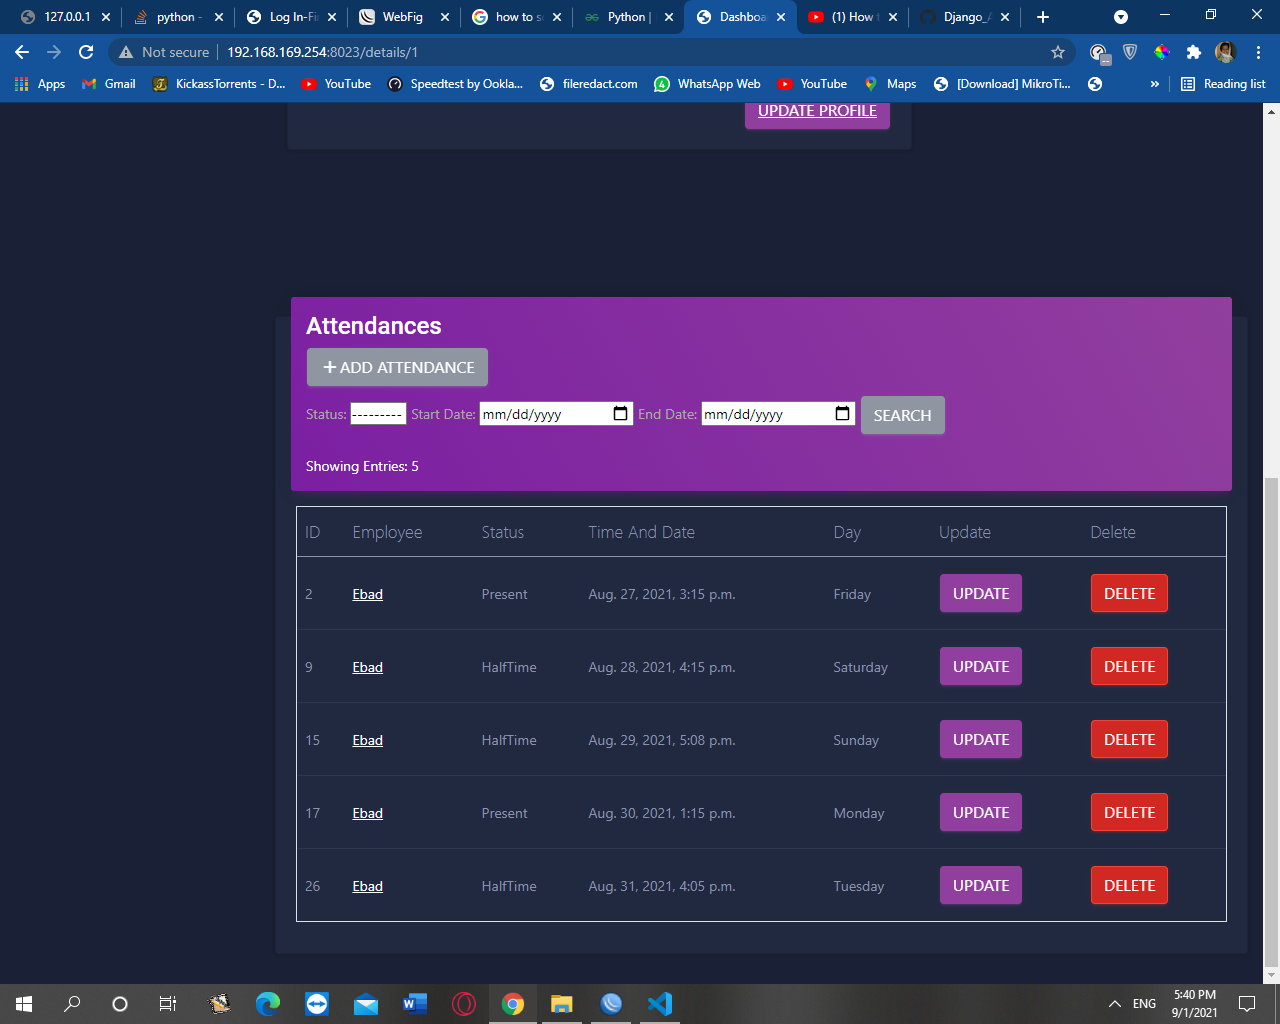 127.0.0.1 python - Log In-Fi WebFig how to s Python | Dashboa (1) How t Django_A
Not secure 192.168.169.254:8023/details/1
Apps Gmail KickassTorrents - D... YouTube Speedtest by Ookla... fileredact.com WhatsApp Web YouTube Maps [Download] MikroTi... » Reading list
UPDATE PROFILE
Attendances
+ ADD ATTENDANCE
Status: --------- Start Date: mm/dd/yyyy End Date: mm/dd/yyyy SEARCH
Showing Entries: 5
ID Employee Status Time And Date Day Update Delete
2 Ebad Present Aug. 27, 2021, 3:15 p.m. Friday UPDATE DELETE
9 Ebad HalfTime Aug. 28, 2021, 4:15 p.m. Saturday UPDATE DELETE
15 Ebad HalfTime Aug. 29, 2021, 5:08 p.m. Sunday UPDATE DELETE
17 Ebad Present Aug. 30, 2021, 1:15 p.m. Monday UPDATE DELETE
26 Ebad HalfTime Aug. 31, 2021, 4:05 p.m. Tuesday UPDATE DELETE
ENG 5:40 PM
9/1/2021